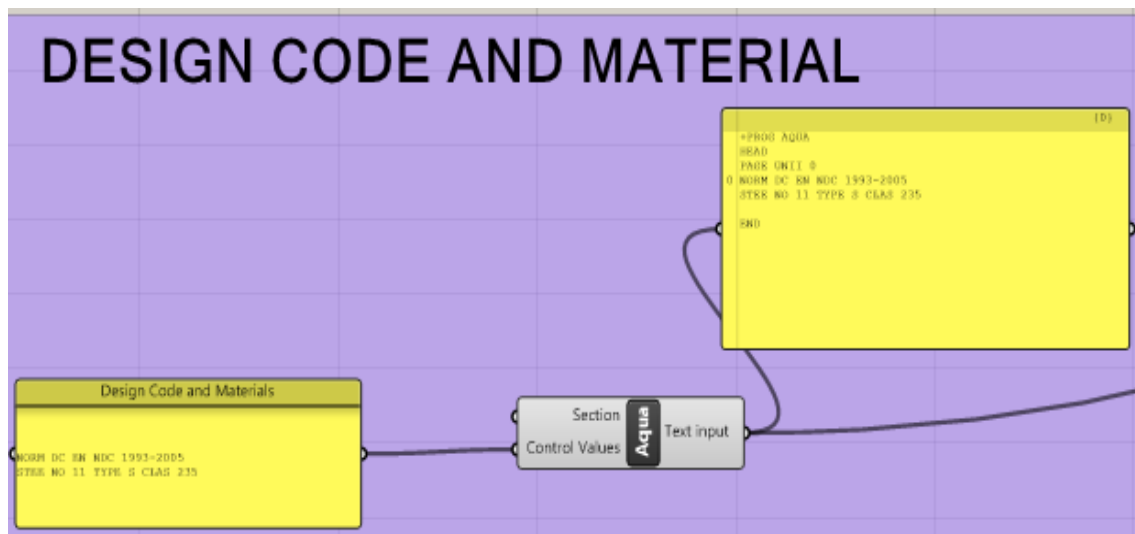 DESIGN CODE AND MATERIAL
{D}
+PROG AQUA
HEAD
PAGE UNII 0
0 NORM DC EN NDC 1993-2005
STEE NO 11 TYPE S CLAS 235
END
Design Code and Materials
NORM DC EN NDC 1993-2005
STEE NO 11 TYPE S CLAS 235
Section
Control Values
Aqua
Text input